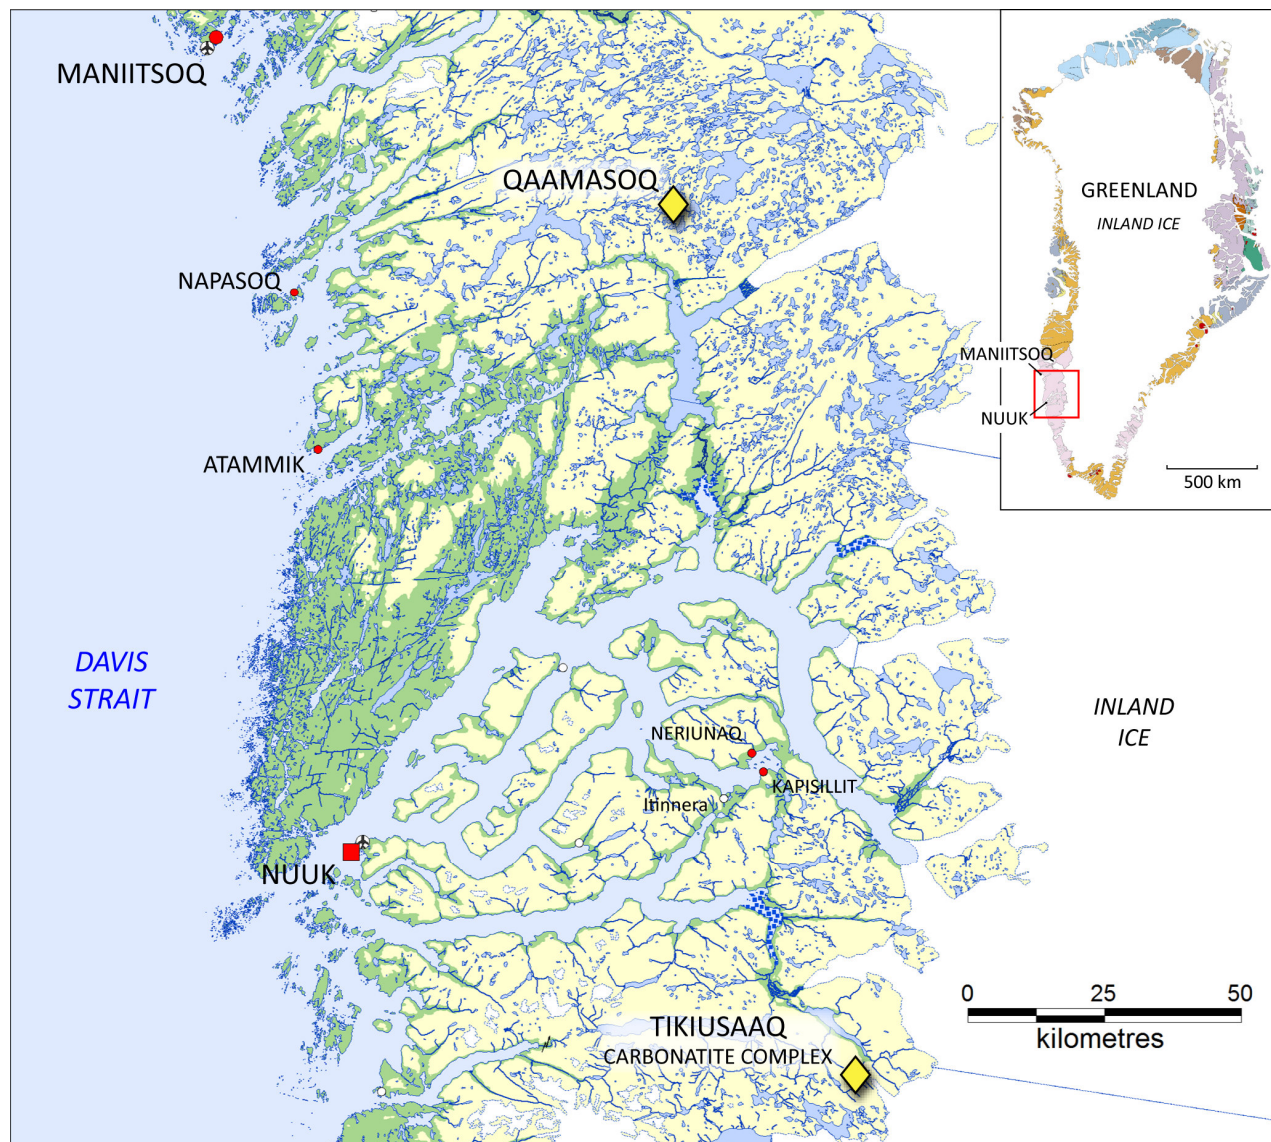 MANIITSOQ
QAAMASOQ
NAPASOQ
ATAMMIK
DAVIS
STRAIT
NERIUNAQ
KAPISILLIT
Itinnera
NUUK
TIKIUSAAQ
CARBONATITE COMPLEX
INLAND
ICE
0 25 50
kilometres
GREENLAND
INLAND ICE
MANIITSOQ
NUUK
500 km